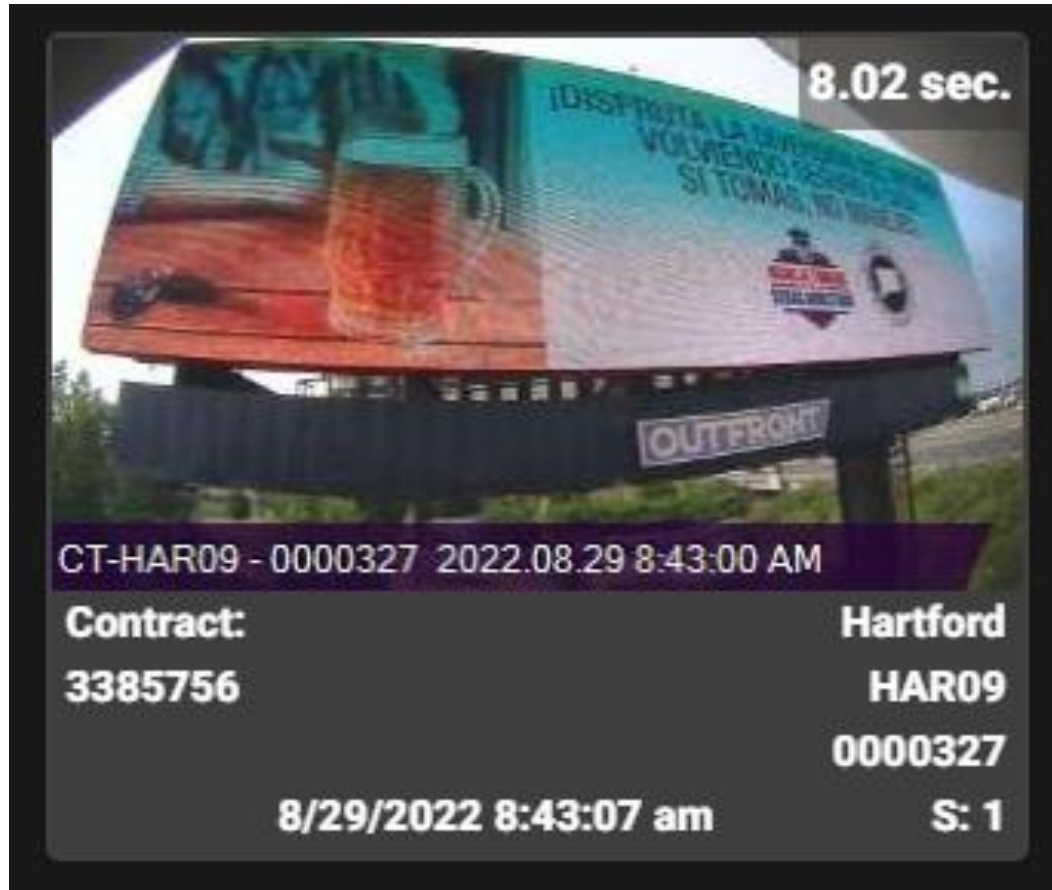 8.02 sec.
¡DISFRUTA LA
VOLVIENDO
SI TOMAS, NO
OUTFRONT
CT-HAR09 - 0000327 2022.08.29 8:43:00 AM
Contract:
3385756
Hartford
HAR09
0000327
8/29/2022 8:43:07 am
S: 1